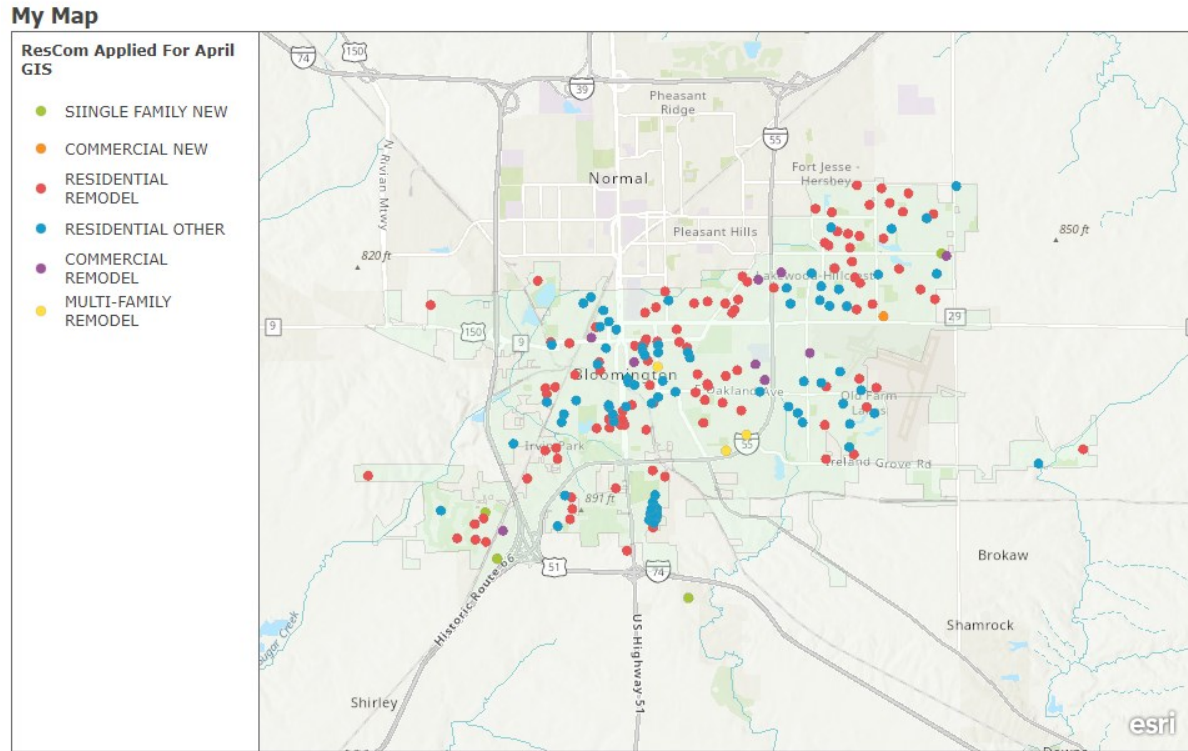 My Map
ResCom Applied For April
GIS
SIINGLE FAMILY NEW
COMMERCIAL NEW
RESIDENTIAL
REMODEL
RESIDENTIAL OTHER
COMMERCIAL
REMODEL
MULTI-FAMILY
REMODEL
74
150
39
Pheasant
Ridge
55
N Rivian Mtwy
Fort Jesse -
Hershey
Normal
Pleasant Hills
850 ft
820 ft
Lakewood-Hillcrest
9
150
29
9
Bloomington
E Oakland Ave
Old Farm
Lakes
Irvin Park
55
Ireland Grove Rd
891 ft
Brokaw
51
74
Historic Route 66
Shamrock
Sugar Creek
US-Highway-51
Shirley
esri